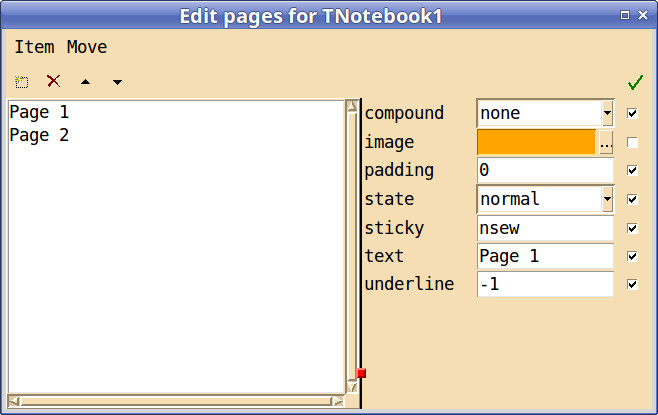 Edit pages for TNotebook1
Item Move
Page 1
Page 2
compound none
image ...
padding 0
state normal
sticky nsew
text Page 1
underline -1